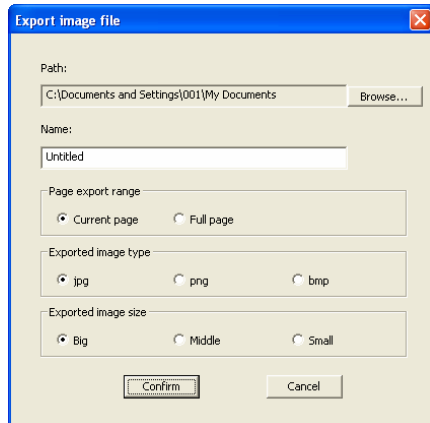 Export image file
Path:
C:\Documents and Settings\001\My Documents
Browse...
Name:
Untitled
Page export range
Current page Full page
Exported image type
jpg png bmp
Exported image size
Big Middle Small
Confirm Cancel